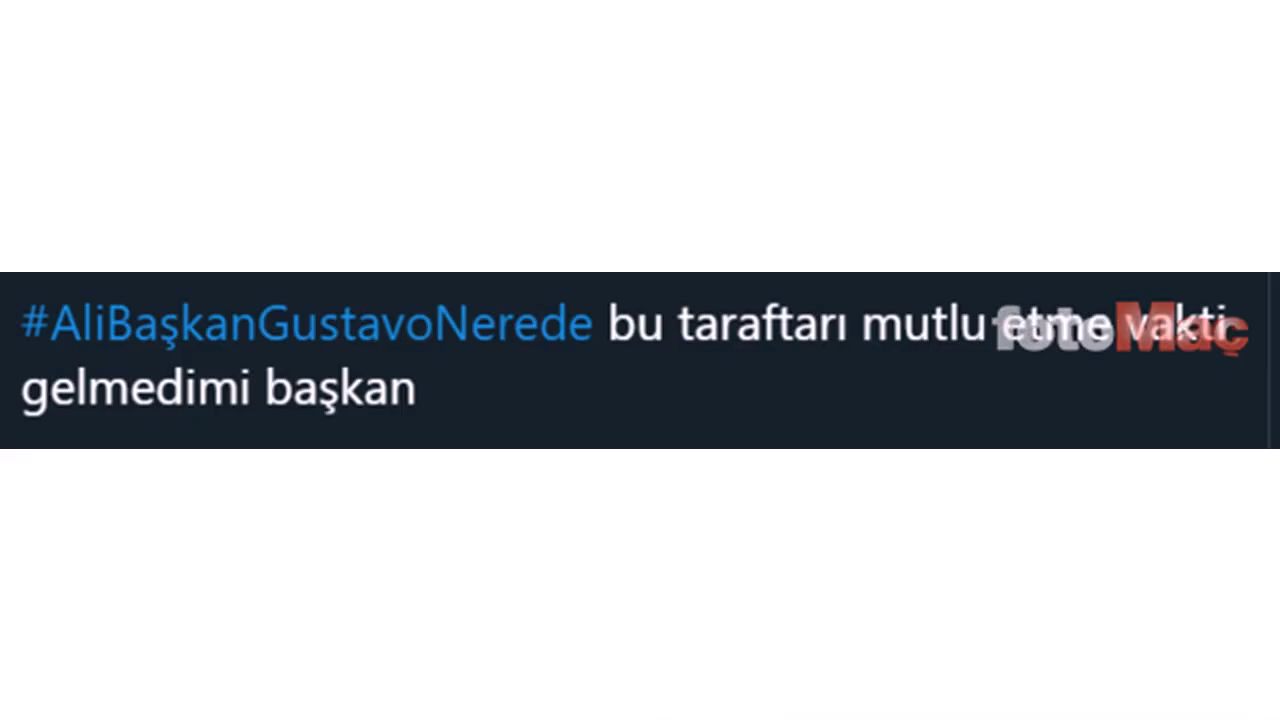 #AliBaşkanGustavoNerede bu taraftarı mutlu etme vakti
gelmedimi başkan
fotoMaç